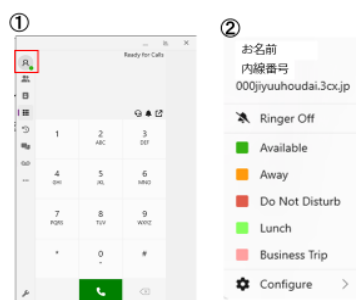 ①
Ready for Calls
1
2
ABC
3
DEF
4
GHI
5
JKL
6
MNO
7
PQRS
8
TUV
9
WXYZ
*
0
#
②
お名前
内線番号
000jiyuuhoudai.3cx.jp
Ringer Off
Available
Away
Do Not Disturb
Lunch
Business Trip
Configure